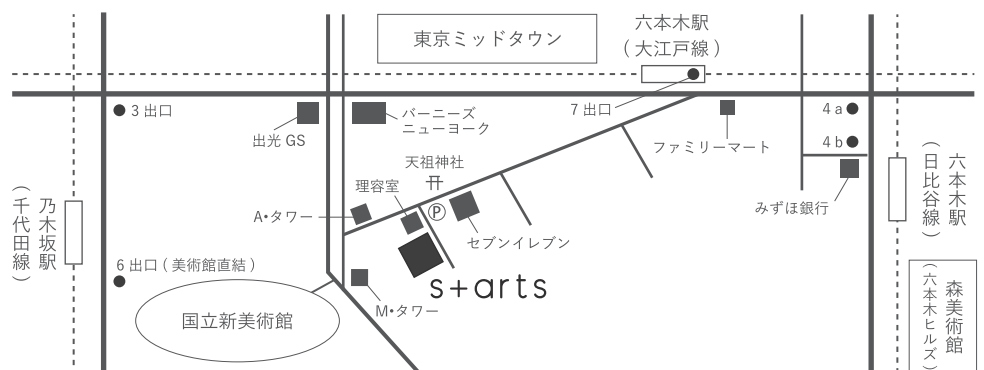 東京ミッドタウン
六本木駅
(大江戸線)
3出口
出光GS
バーニーズ
ニューヨーク
7出口
ファミリーマート
4a
4b
みずほ銀行
六本木駅
(日比谷線)
天祖神社
理容室
P
A・タワー
セブンイレブン
乃木坂駅
(千代田線)
6出口(美術館直結)
s+arts
M・タワー
国立新美術館
森美術館
(六本木ヒルズ)